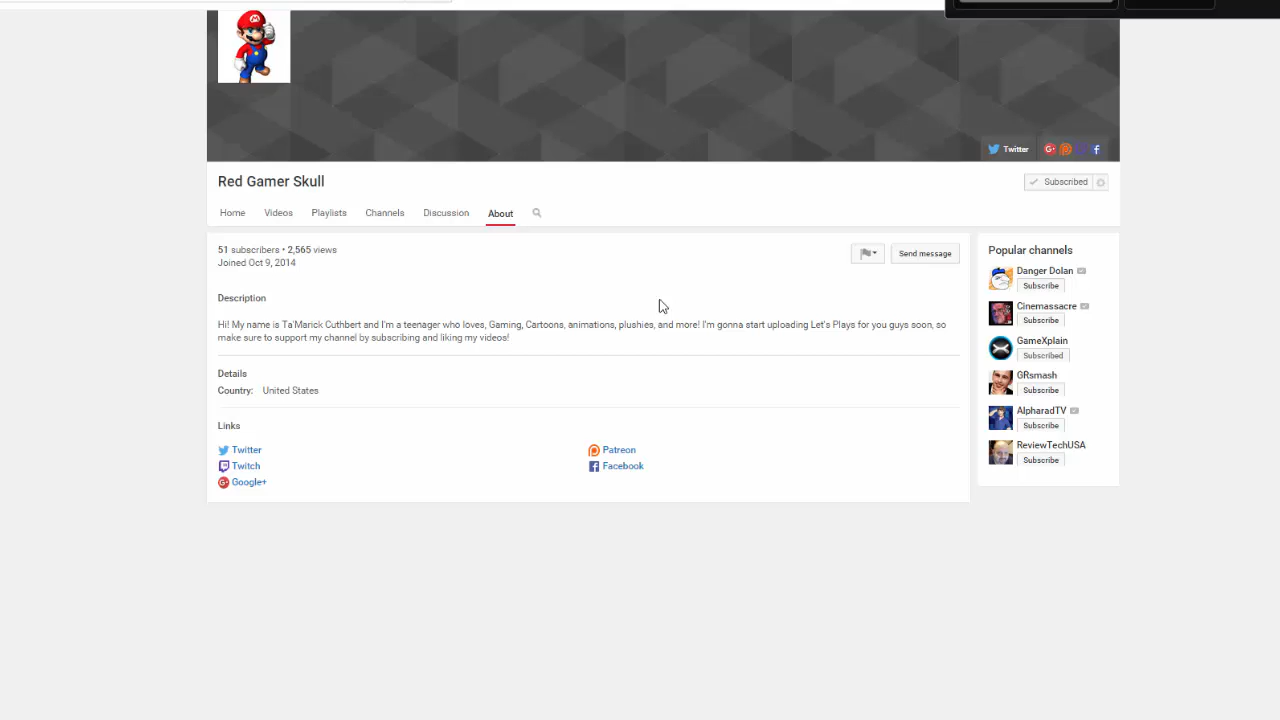 Twitter
Red Gamer Skull
Subscribed
Home Videos Playlists Channels Discussion About
51 subscribers • 2,565 views
Joined Oct 9, 2014
Send message
Description
Hi! My name is Ta'Marick Cuthbert and I'm a teenager who loves, Gaming, Cartoons, animations, plushies, and more! I'm gonna start uploading Let's Plays for you guys soon, so
make sure to support my channel by subscribing and liking my videos!
Details
Country: United States
Links
Twitter
Patreon
Twitch
Facebook
Google+
Popular channels
Danger Dolan
Subscribe
Cinemassacre
Subscribe
GameXplain
Subscribed
GRsmash
Subscribe
AlpharadTV
Subscribe
ReviewTechUSA
Subscribe